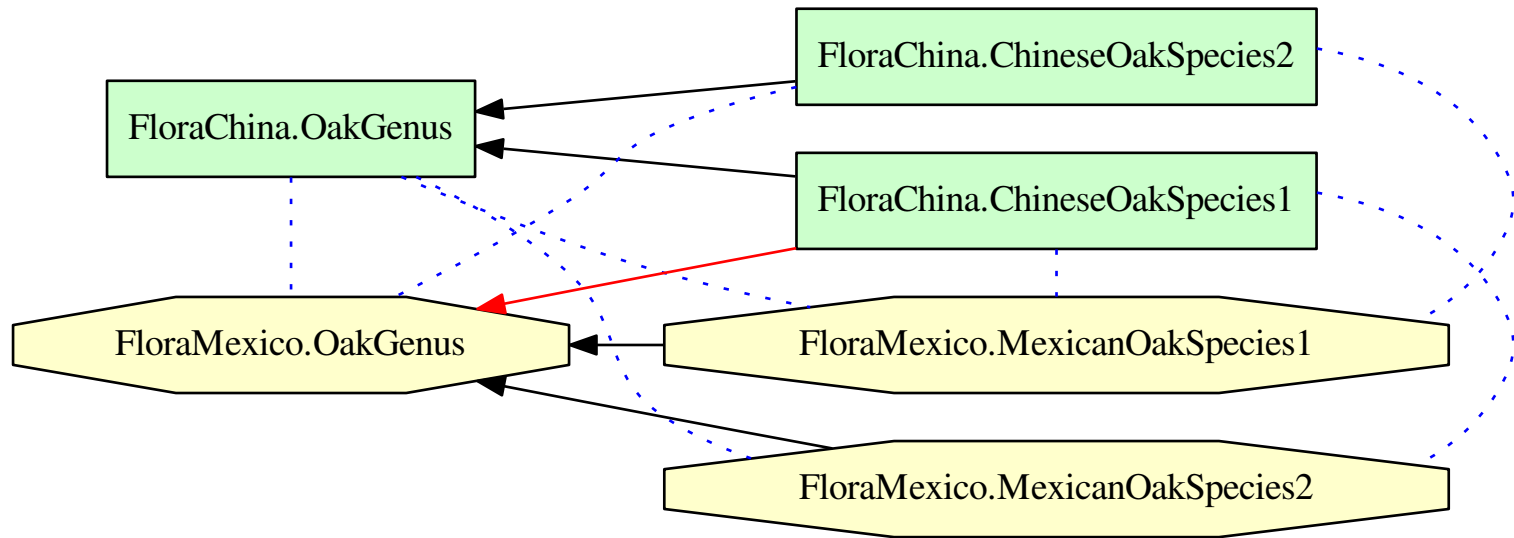 FloraChina.ChineseOakSpecies2
FloraChina.OakGenus
FloraChina.ChineseOakSpecies1
FloraMexico.OakGenus
FloraMexico.MexicanOakSpecies1
FloraMexico.MexicanOakSpecies2